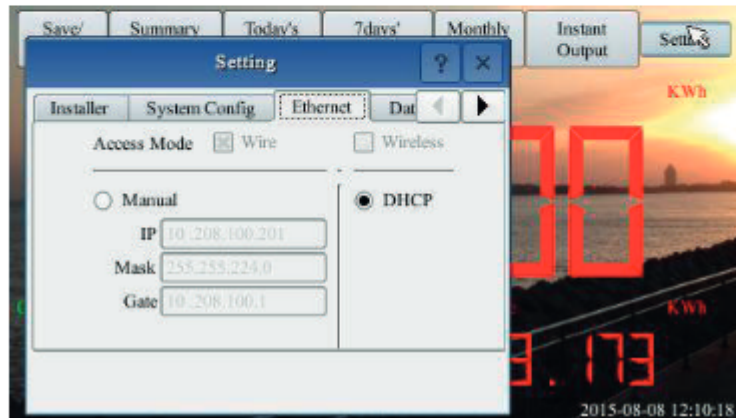 Save/ Summary Today's 7days' Monthly Instant Output Setting
Setting ? ×
KWh
Installer System Config Ethernet Dat
Access Mode Wire Wireless
Manual DHCP
IP 10.208.100.201
Mask 255.255.224.0
Gate 10.208.100.1
KWh
.173
2015-08-08 12:10:18